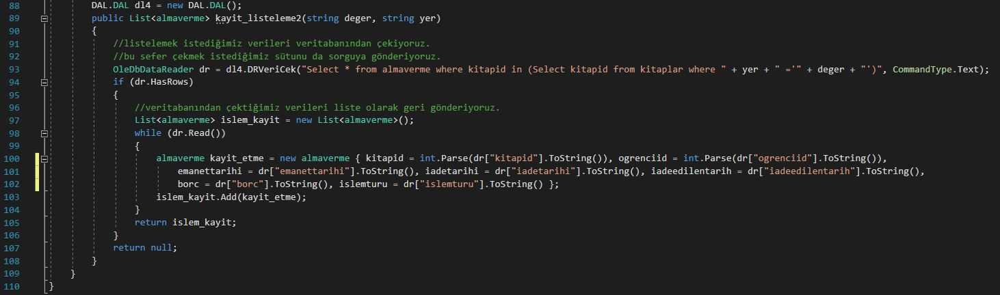 88 DAL.DAL dl4 = new DAL.DAL();
89 public List<almaverme> kayit_listeleme2(string deger, string yer)
90 {
91 //listelemek istediğimiz verileri veritabanından çekiyoruz.
92 //bu sefer çekmek istediğimiz sütunu da sorguya gönderiyoruz.
93 OleDbDataReader dr = dl4.DRVeriCek("Select * from almaverme where kitapid in (Select kitapid from kitaplar where " + yer + " ='" + deger + "')", CommandType.Text);
94 if (dr.HasRows)
95 {
96 //veritabanından çektiğimiz verileri liste olarak geri gönderiyoruz.
97 List<almaverme> islem_kayit = new List<almaverme>();
98 while (dr.Read())
99 {
100 almaverme kayit_etme = new almaverme { kitapid = int.Parse(dr["kitapid"].ToString()), ogrenciid = int.Parse(dr["ogrenciid"].ToString()),
101 emanettarihi = dr["emanettarihi"].ToString(), iadetarihi = dr["iadetarihi"].ToString(), iadeedilentarih = dr["iadeedilentarih"].ToString(),
102 borc = dr["borc"].ToString(), islemturu = dr["islemturu"].ToString() };
103 islem_kayit.Add(kayit_etme);
104 }
105 return islem_kayit;
106 }
107 return null;
108 }
109 }
110 }